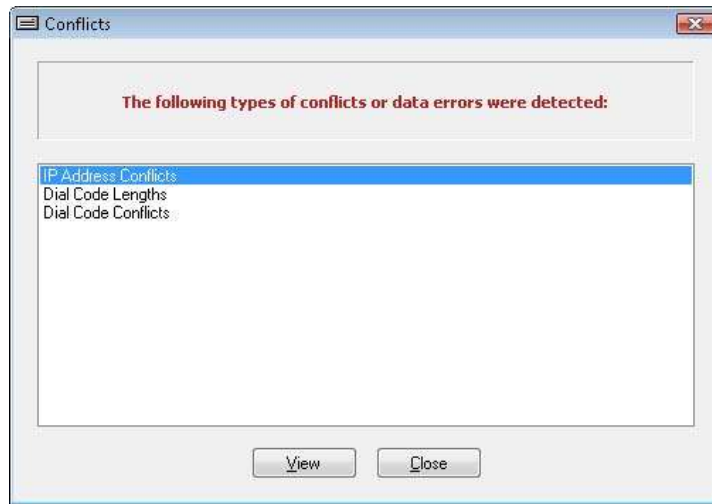 Conflicts
The following types of conflicts or data errors were detected:
IP Address Conflicts
Dial Code Lengths
Dial Code Conflicts
View Close